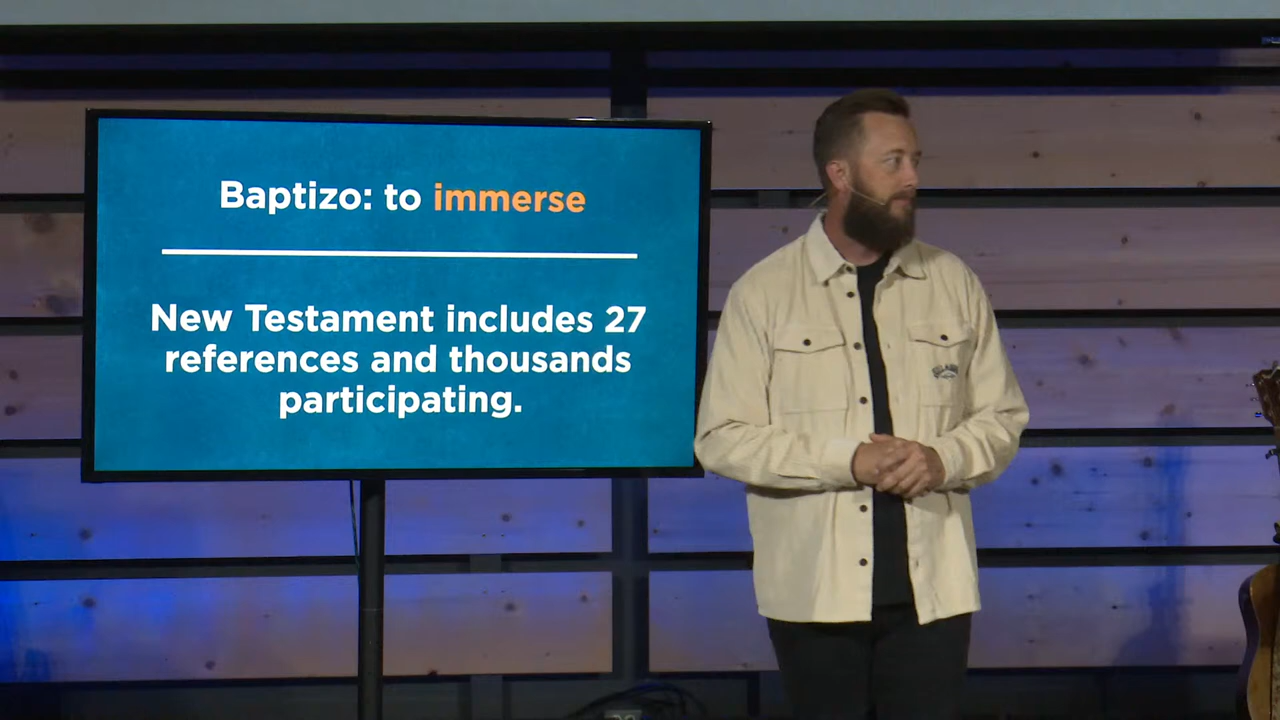 Baptizo: to immerse
New Testament includes 27
references and thousands
participating.